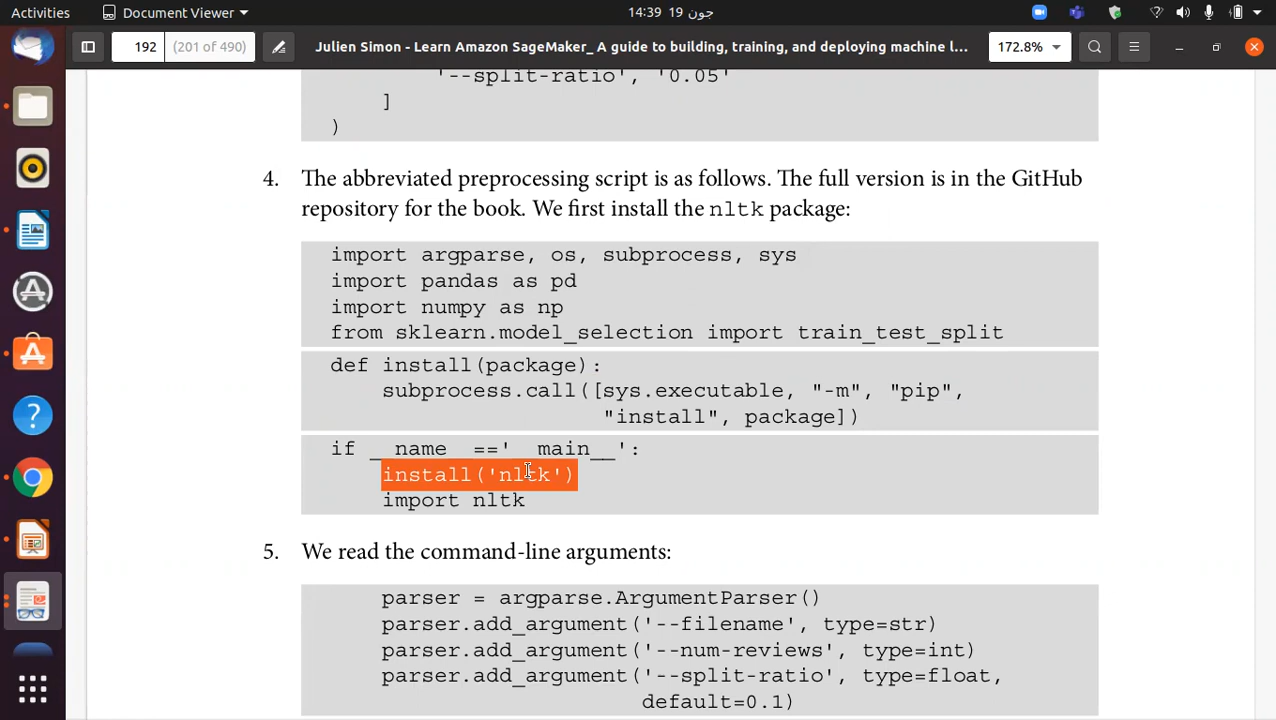 Activities
Document Viewer
جون 19 14:39
192
(201 of 490)
Julien Simon - Learn Amazon SageMaker_ A guide to building, training, and deploying machine l...
172.8%
'--split-ratio', '0.05'
]
)
4. The abbreviated preprocessing script is as follows. The full version is in the GitHub
repository for the book. We first install the nltk package:
import argparse, os, subprocess, sys
import pandas as pd
import numpy as np
from sklearn.model_selection import train_test_split
def install(package):
subprocess.call([sys.executable, "-m", "pip",
"install", package])
if __name__=='__main__':
install('nltk')
import nltk
5. We read the command-line arguments:
parser = argparse.ArgumentParser()
parser.add_argument('--filename', type=str)
parser.add_argument('--num-reviews', type=int)
parser.add_argument('--split-ratio', type=float,
default=0.1)